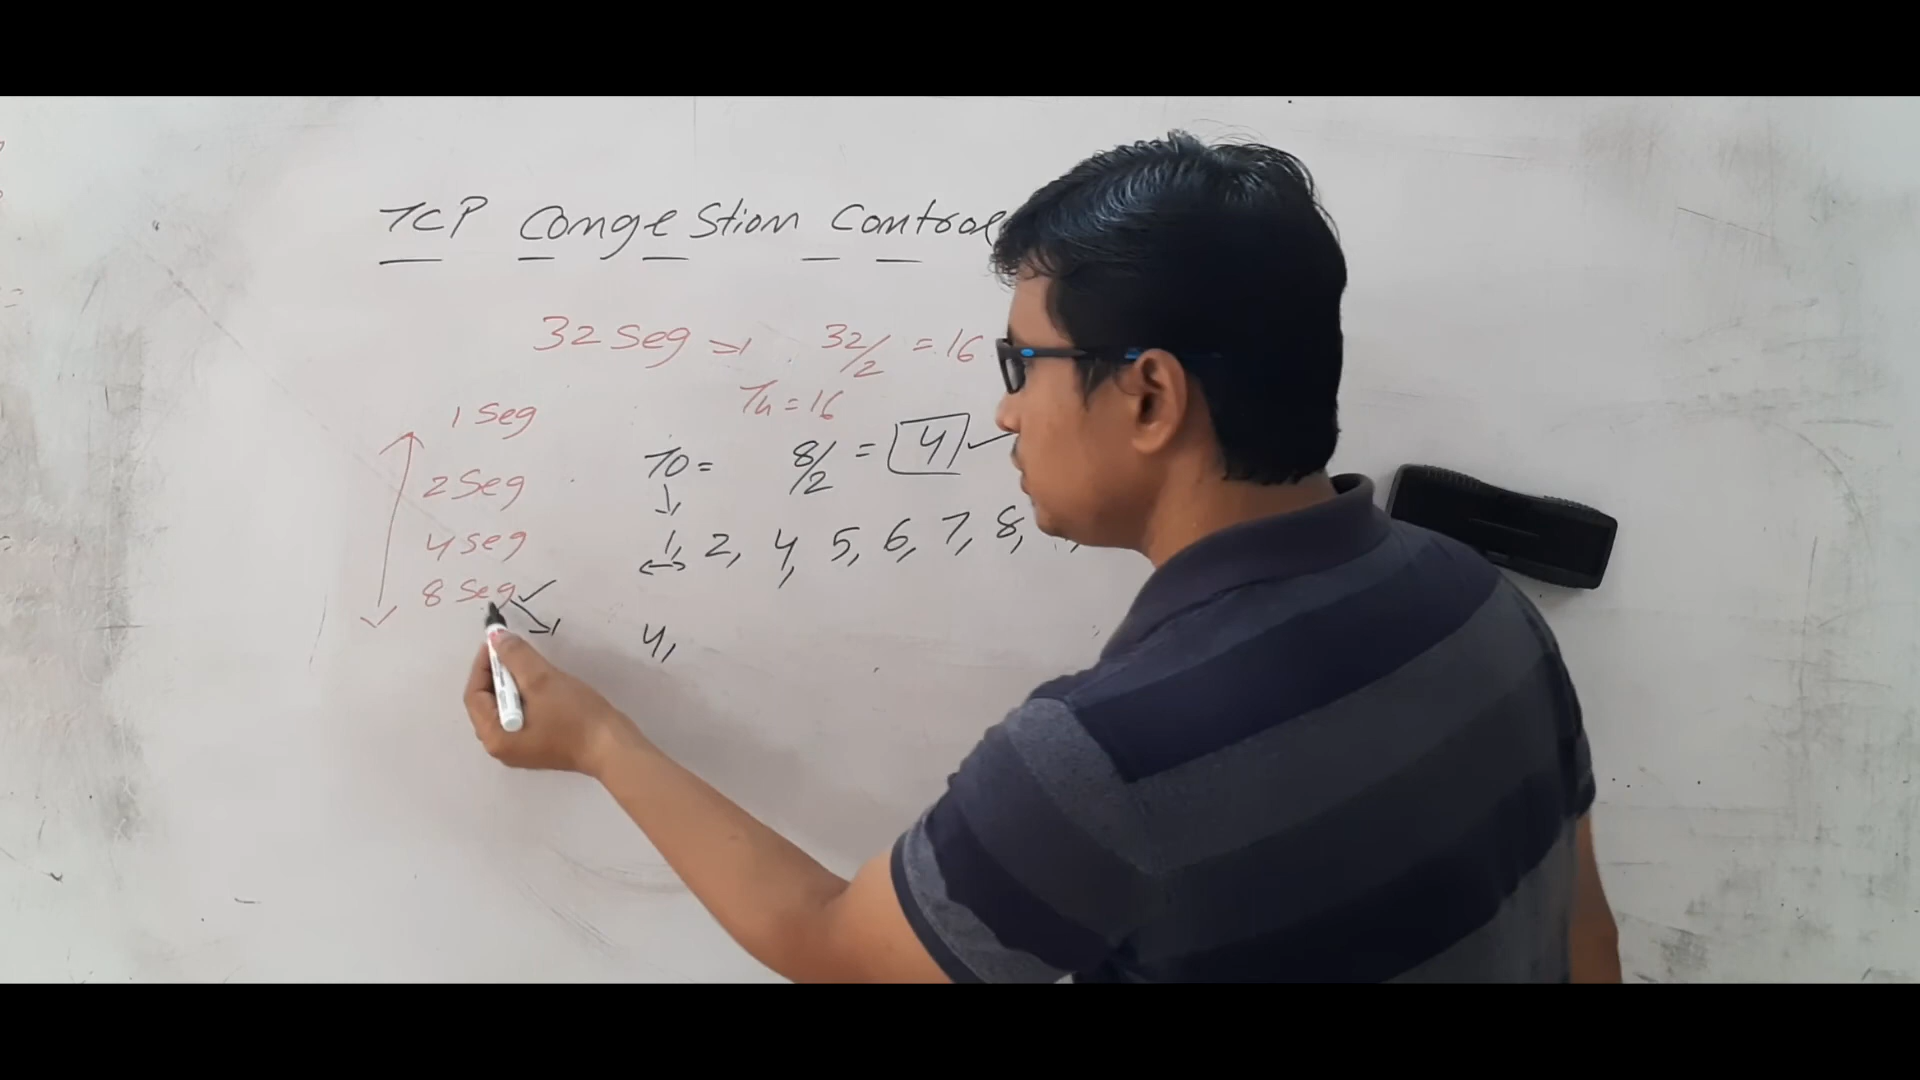 TCP Congestion Control
32 Seg => 32/2 = 16
Th = 16
1 Seg
TO = 8/2 = 4
2 Seg
4 Seg
1, 2, 4, 5, 6, 7, 8,
8 Seg
4,